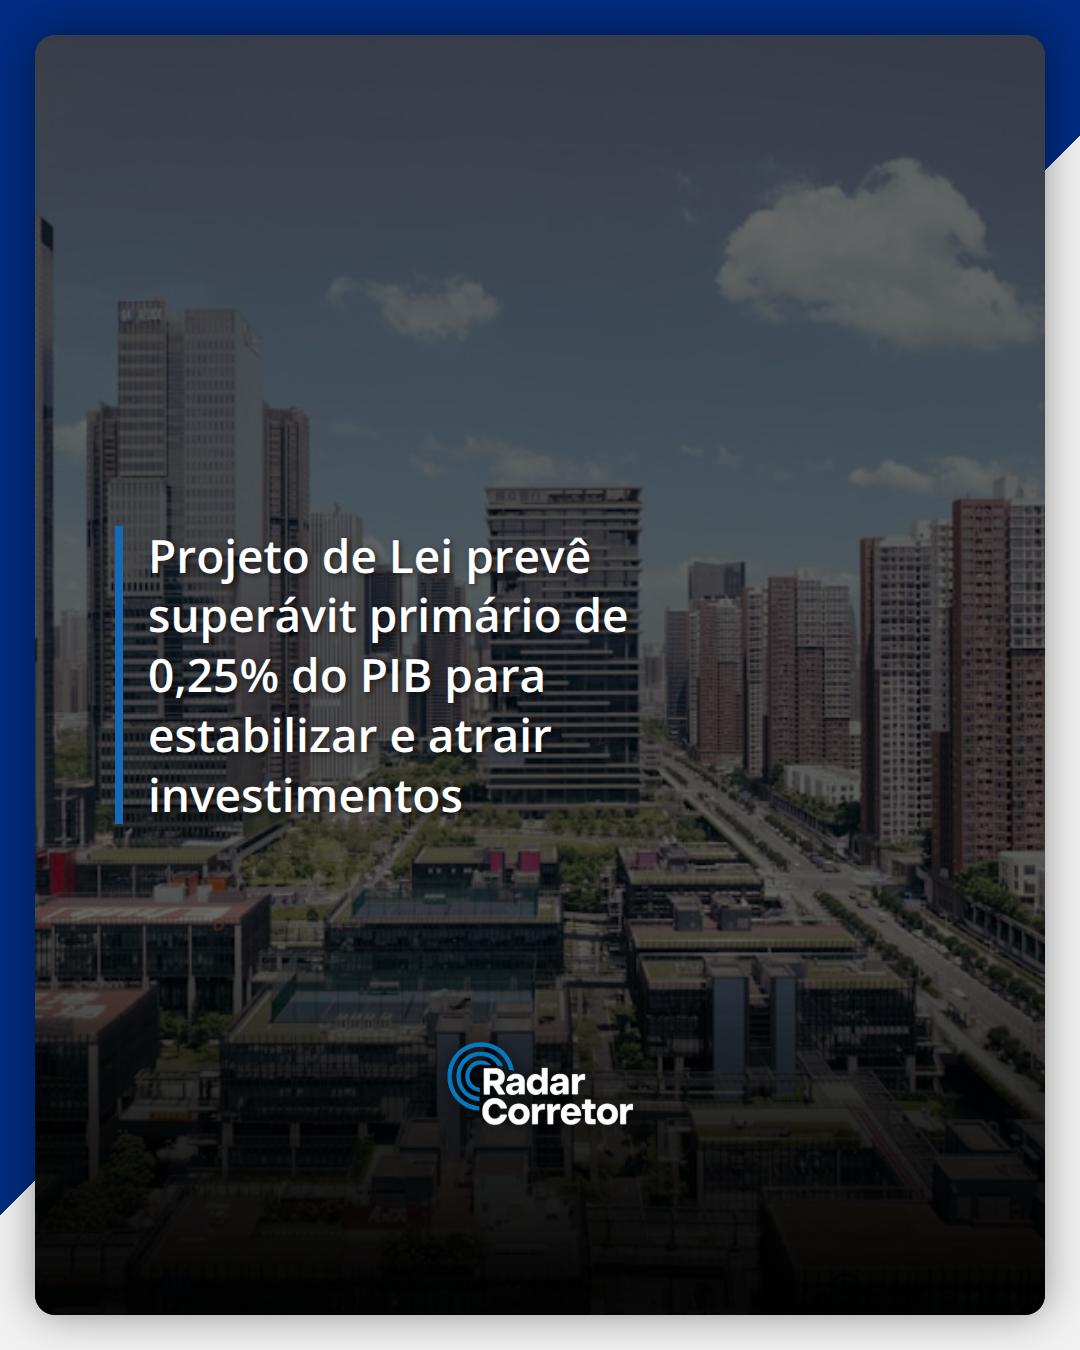 Projeto de Lei prevê
superávit primário de
0,25% do PIB para
estabilizar e atrair
investimentos
Radar
Corretor